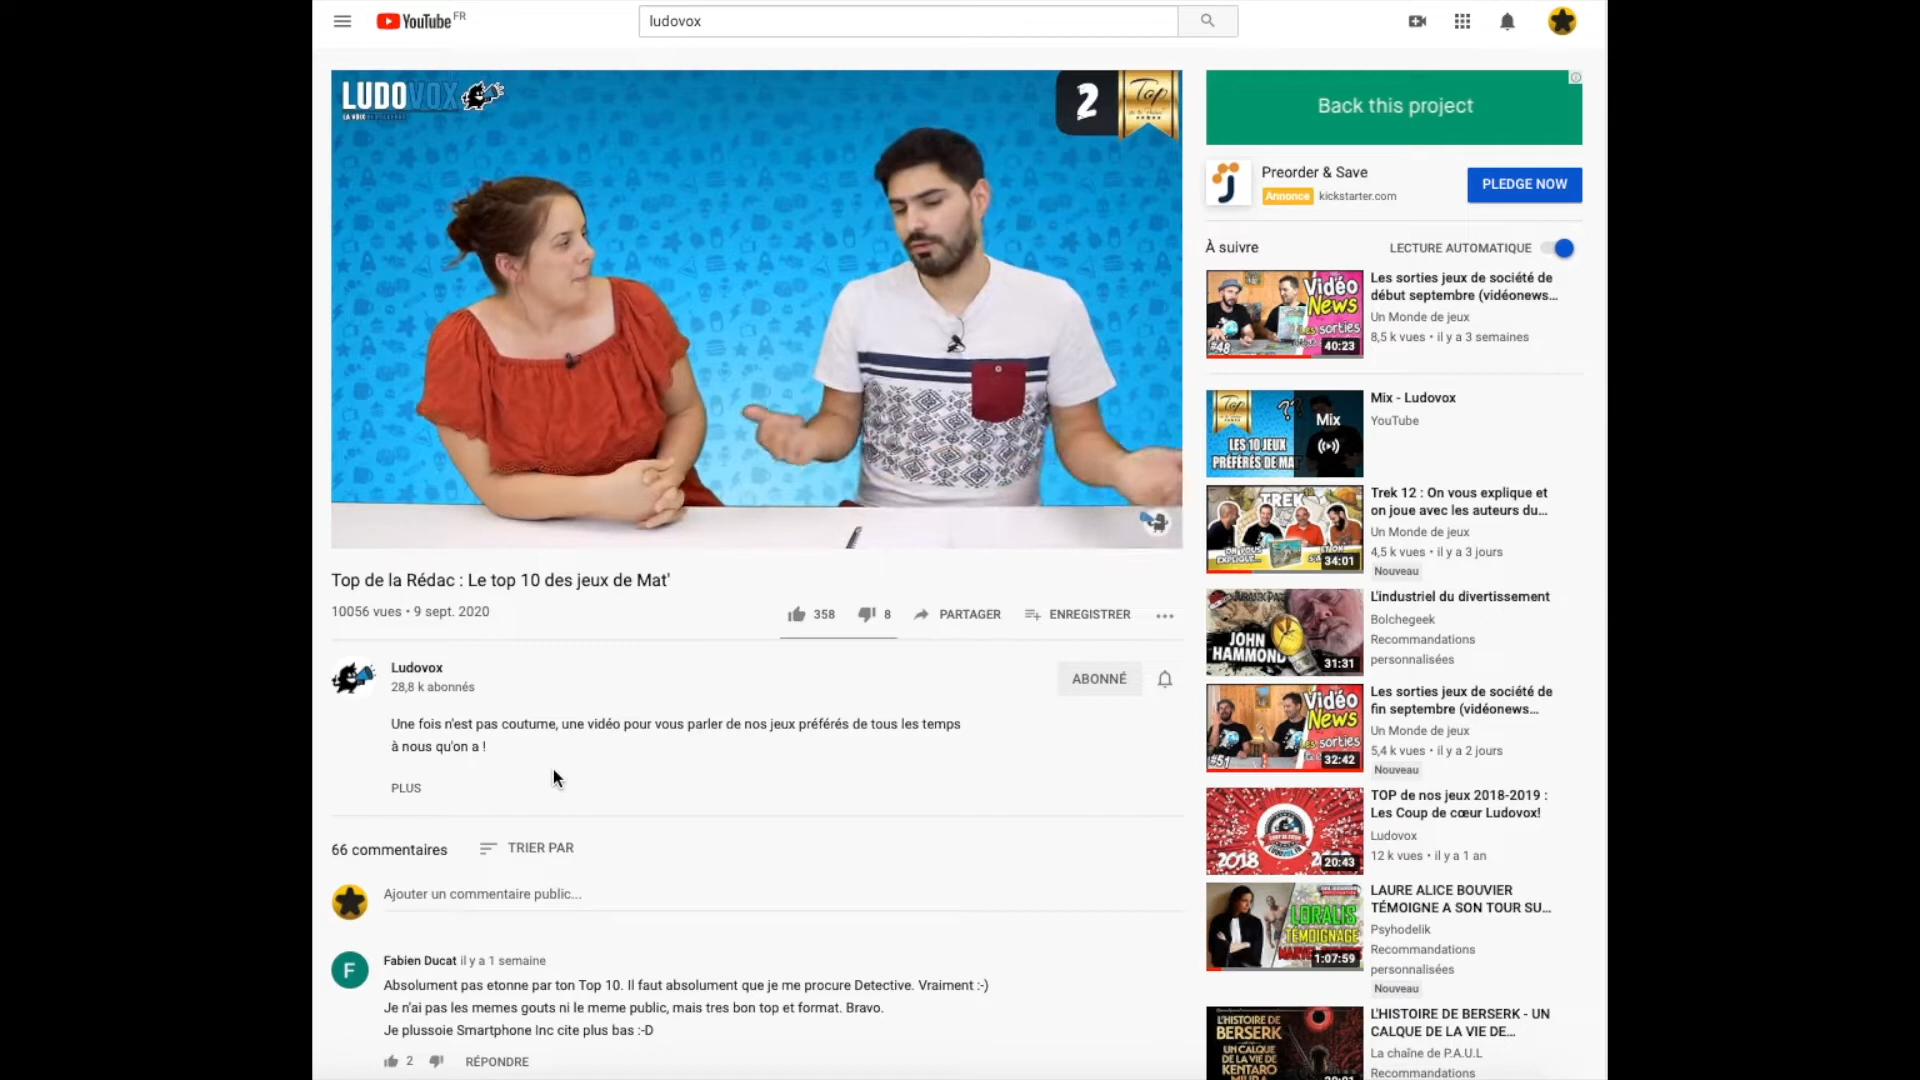 YouTube FR
ludovox
LUDOVOX
2
Top
Top de la Rédac : Le top 10 des jeux de Mat'
10056 vues • 9 sept. 2020
358
8
PARTAGER
ENREGISTRER
Ludovox
28,8 k abonnés
ABONNÉ
Une fois n'est pas coutume, une vidéo pour vous parler de nos jeux préférés de tous les temps
à nous qu'on a !
PLUS
66 commentaires
TRIER PAR
Ajouter un commentaire public...
F
Fabien Ducat il y a 1 semaine
Absolument pas etonne par ton Top 10. Il faut absolument que je me procure Detective. Vraiment :-)
Je n'ai pas les memes gouts ni le meme public, mais tres bon top et format. Bravo.
Je plussoie Smartphone Inc cite plus bas :-D
2
RÉPONDRE
Back this project
Preorder & Save
Annonce kickstarter.com
PLEDGE NOW
À suivre
LECTURE AUTOMATIQUE
Vidéo
News
Les sorties
#48
40:23
Les sorties jeux de société de
début septembre (vidéonews...
Un Monde de jeux
8,5 k vues • il y a 3 semaines
Top
??
LES 10 JEUX
PRÉFÉRÉS DE MA
Mix
Mix - Ludovox
YouTube
TREK
ON VOUS
EXPLIQUE...
34:01
Trek 12 : On vous explique et
on joue avec les auteurs du...
Un Monde de jeux
4,5 k vues • il y a 3 jours
Nouveau
JOHN
HAMMOND
31:31
L'industriel du divertissement
Bolchegeek
Recommandations
personnalisées
Vidéo
News
Les sorties
#51
32:42
Les sorties jeux de société de
fin septembre (vidéonews...
Un Monde de jeux
5,4 k vues • il y a 2 jours
Nouveau
2018
20:43
TOP de nos jeux 2018-2019 :
Les Coup de cœur Ludovox!
Ludovox
12 k vues • il y a 1 an
LORALIS
TÉMOIGNAGE
1:07:59
LAURE ALICE BOUVIER
TÉMOIGNE A SON TOUR SU...
Psyhodelik
Recommandations
personnalisées
Nouveau
L'HISTOIRE DE
BERSERK
UN CALQUE
DE LA VIE DE
KENTARO
L'HISTOIRE DE BERSERK - UN
CALQUE DE LA VIE DE...
La chaîne de P.A.U.L
Recommandations